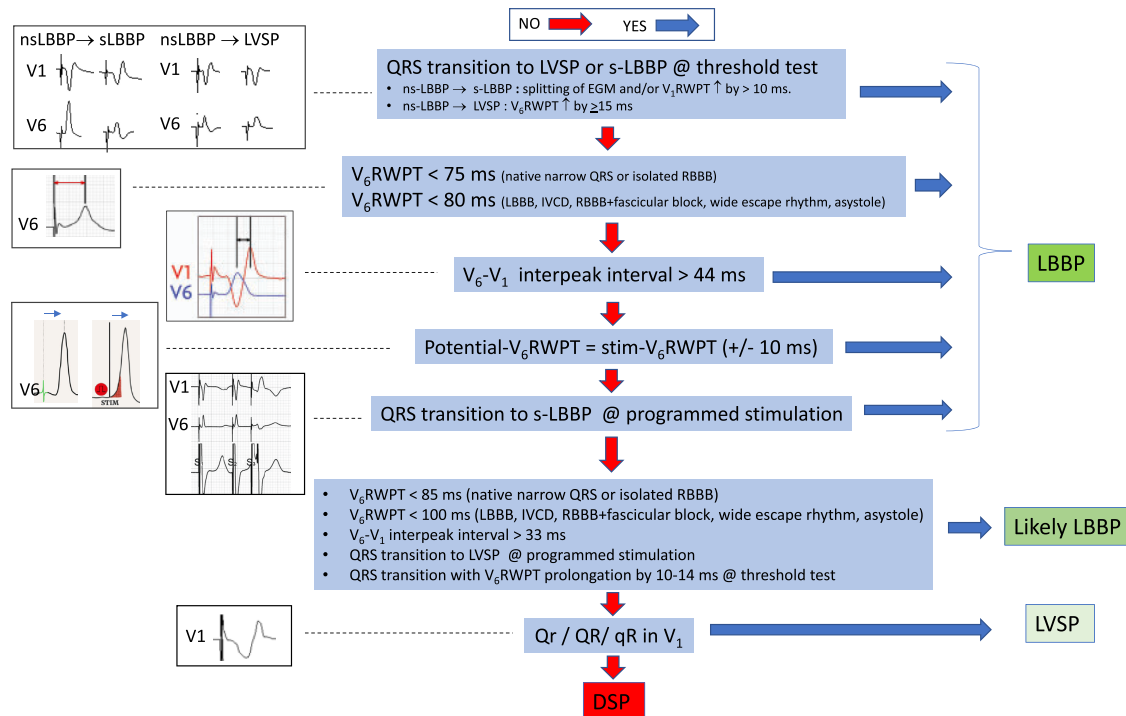 NO
YES
nsLBBP→ sLBBP
nsLBBP → LVSP
V1
V1
V6
V6
QRS transition to LVSP or s-LBBP @ threshold test
• ns-LBBP → s-LBBP : splitting of EGM and/or V₁RWPT ↑ by > 10 ms.
• ns-LBBP → LVSP : V₆RWPT ↑ by ≥15 ms
V6
V₆RWPT < 75 ms (native narrow QRS or isolated RBBB)
V₆RWPT < 80 ms (LBBB, IVCD, RBBB+fascicular block, wide escape rhythm, asystole)
V1
V6
V₆-V₁ interpeak interval > 44 ms
LBBP
V6
STIM
Potential-V₆RWPT = stim-V₆RWPT (+/- 10 ms)
V1
V6
S
S
S
QRS transition to s-LBBP @ programmed stimulation
• V₆RWPT < 85 ms (native narrow QRS or isolated RBBB)
• V₆RWPT < 100 ms (LBBB, IVCD, RBBB+fascicular block, wide escape rhythm, asystole)
• V₆-V₁ interpeak interval > 33 ms
• QRS transition to LVSP @ programmed stimulation
• QRS transition with V₆RWPT prolongation by 10-14 ms @ threshold test
Likely LBBP
V1
Qr / QR/ qR in V₁
LVSP
DSP